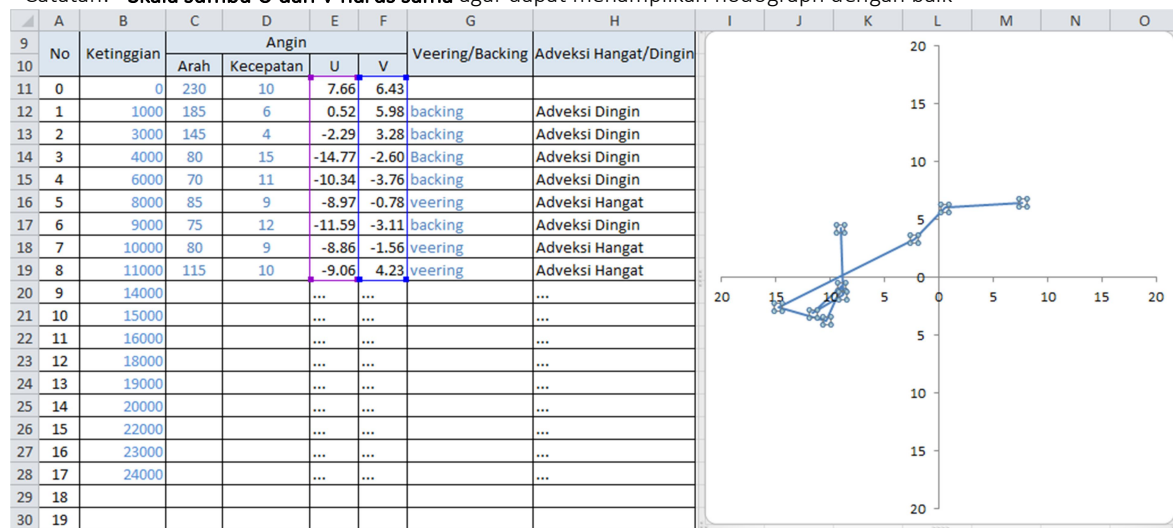 Catatan: * Skala sumbu U dan V harus sama agar dapat menampilkan hodograph dengan baik
A B C D E F G H I J K L M N O
9 No Ketinggian Angin Veering/Backing Adveksi Hangat/Dingin
10 Arah Kecepatan U V
11 0 0 230 10 7.66 6.43
12 1 1000 185 6 0.52 5.98 backing Adveksi Dingin
13 2 3000 145 4 -2.29 3.28 backing Adveksi Dingin
14 3 4000 80 15 -14.77 -2.60 Backing Adveksi Dingin
15 4 6000 70 11 -10.34 -3.76 backing Adveksi Dingin
16 5 8000 85 9 -8.97 -0.78 veering Adveksi Hangat
17 6 9000 75 12 -11.59 -3.11 backing Adveksi Dingin
18 7 10000 80 9 -8.86 -1.56 veering Adveksi Hangat
19 8 11000 115 10 -9.06 4.23 veering Adveksi Hangat
20 9 14000 ... ... ...
21 10 15000 ... ... ...
22 11 16000 ... ... ...
23 12 18000 ... ... ...
24 13 19000 ... ... ...
25 14 20000 ... ... ...
26 15 22000 ... ... ...
27 16 23000 ... ... ...
28 17 24000 ... ... ...
29 18
30 19
20
15
10
5
0
20 15 10 5 0 5 10 15 20
5
10
15
20